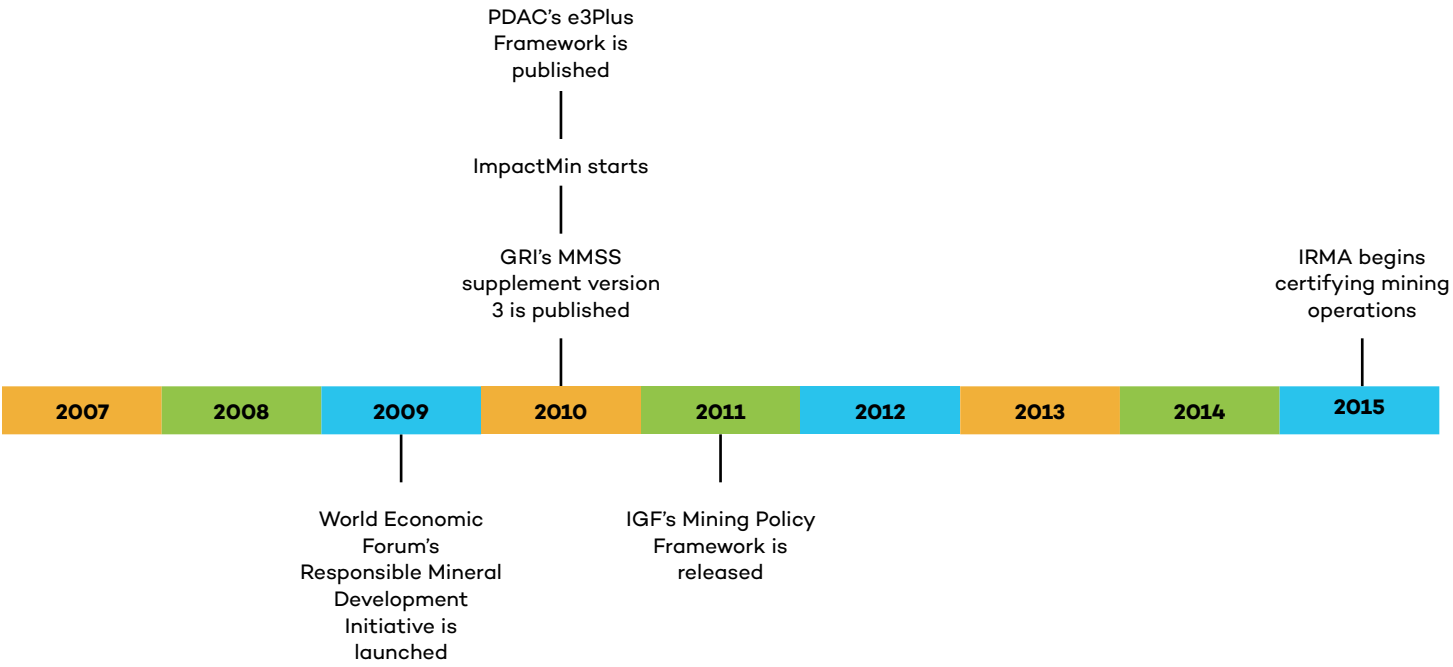 PDAC's e3Plus
Framework is
published
ImpactMin starts
GRI's MMSS
supplement version
3 is published
IRMA begins
certifying mining
operations
2007 2008 2009 2010 2011 2012 2013 2014 2015
World Economic
Forum's
Responsible Mineral
Development
Initiative is
launched
IGF's Mining Policy
Framework is
released